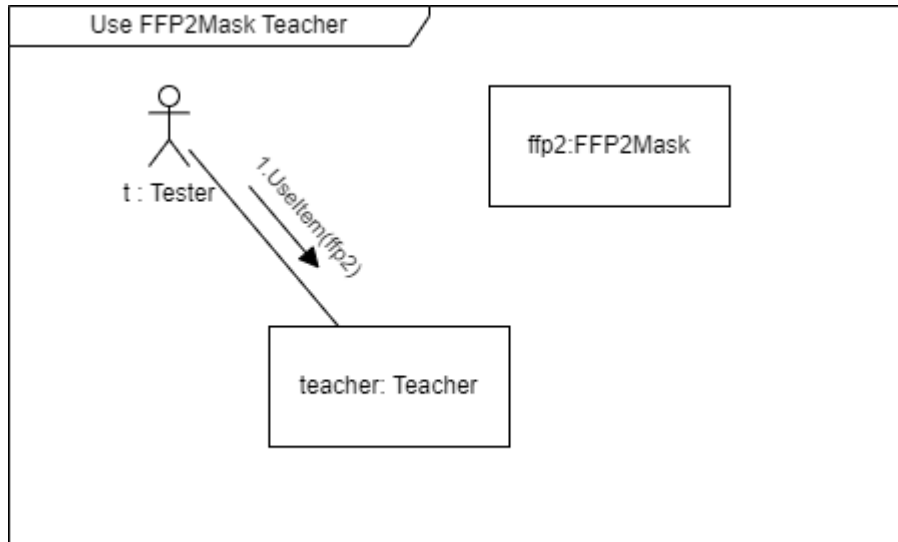 Use FFP2Mask Teacher
t : Tester
1.UseItem(ffp2)
ffp2:FFP2Mask
teacher: Teacher